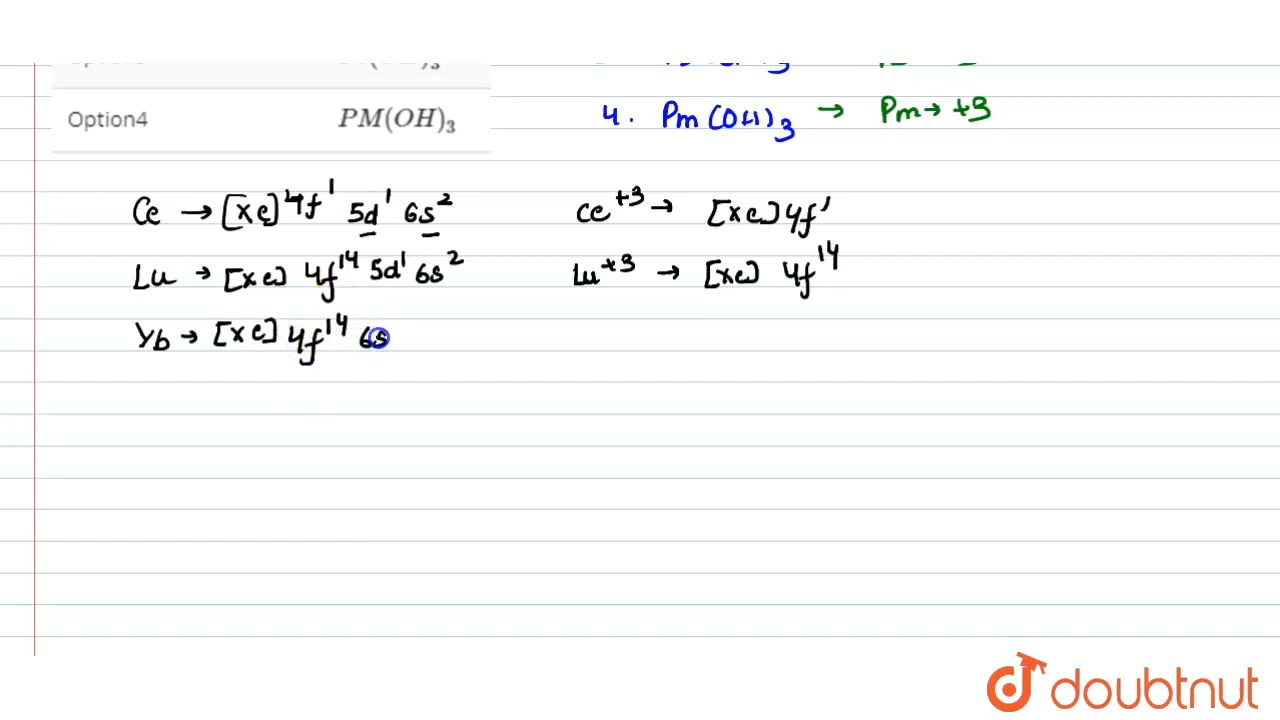 Option4 PM(OH)₃ 4. Pm(OH)₃ → Pm → +3
Ce → [xe] 4f¹ 5d¹ 6s² Ce⁺³ → [xe] 4f¹
Lu → [xe] 4f¹⁴ 5d¹ 6s² Lu⁺³ → [xe] 4f¹⁴
Yb → [xe] 4f¹⁴ 6s
doubtnut